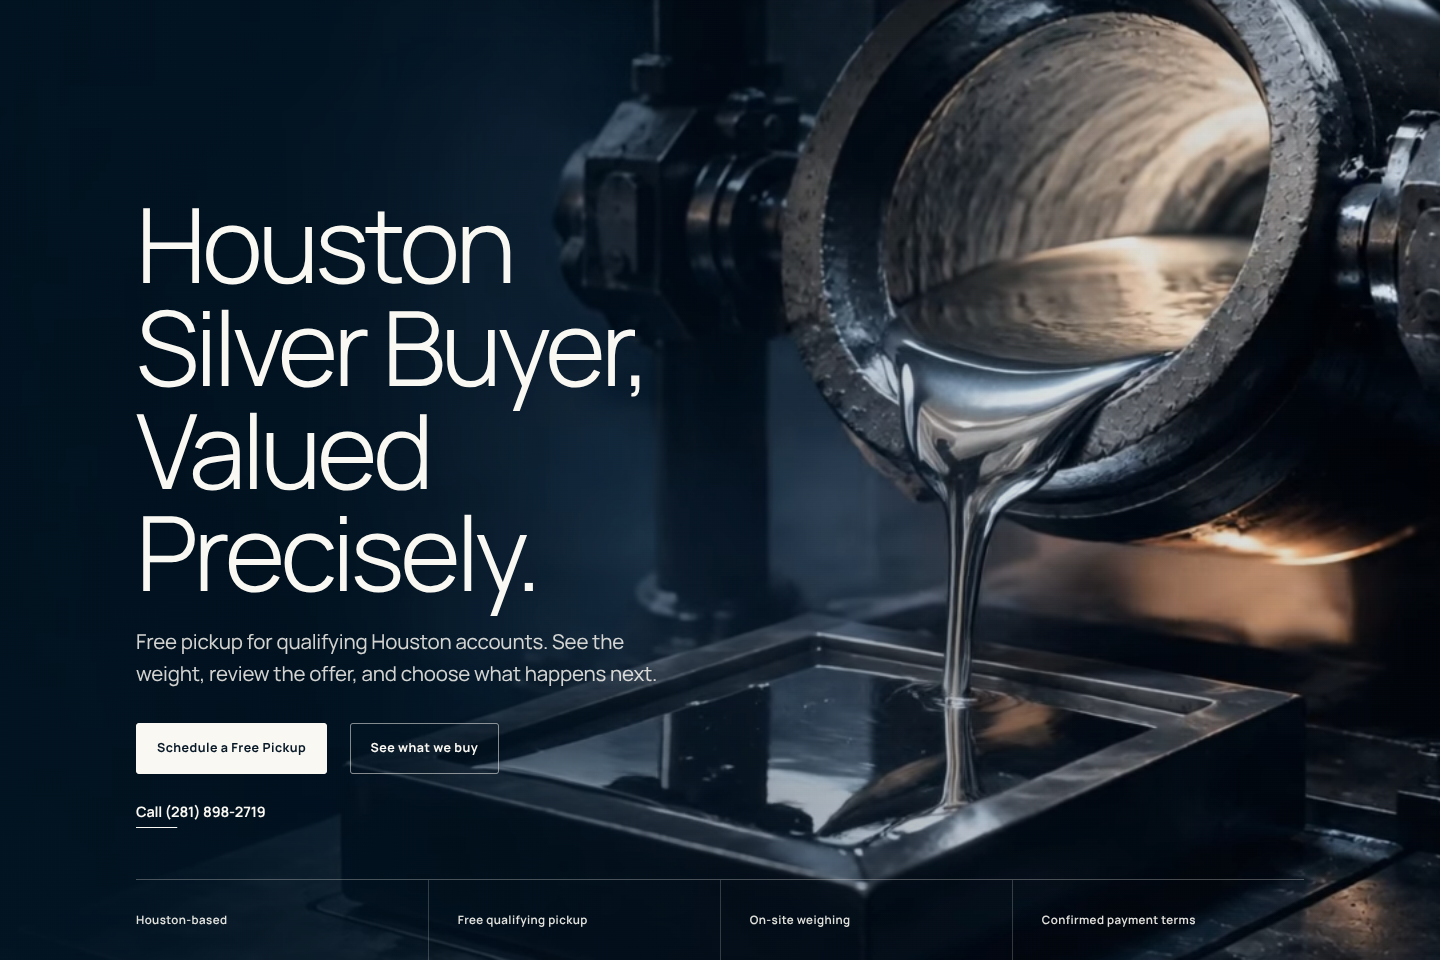 Houston
Silver Buyer,
Valued
Precisely.
Free pickup for qualifying Houston accounts. See the
weight, review the offer, and choose what happens next.
Schedule a Free Pickup
See what we buy
Call (281) 898-2719
Houston-based
Free qualifying pickup
On-site weighing
Confirmed payment terms